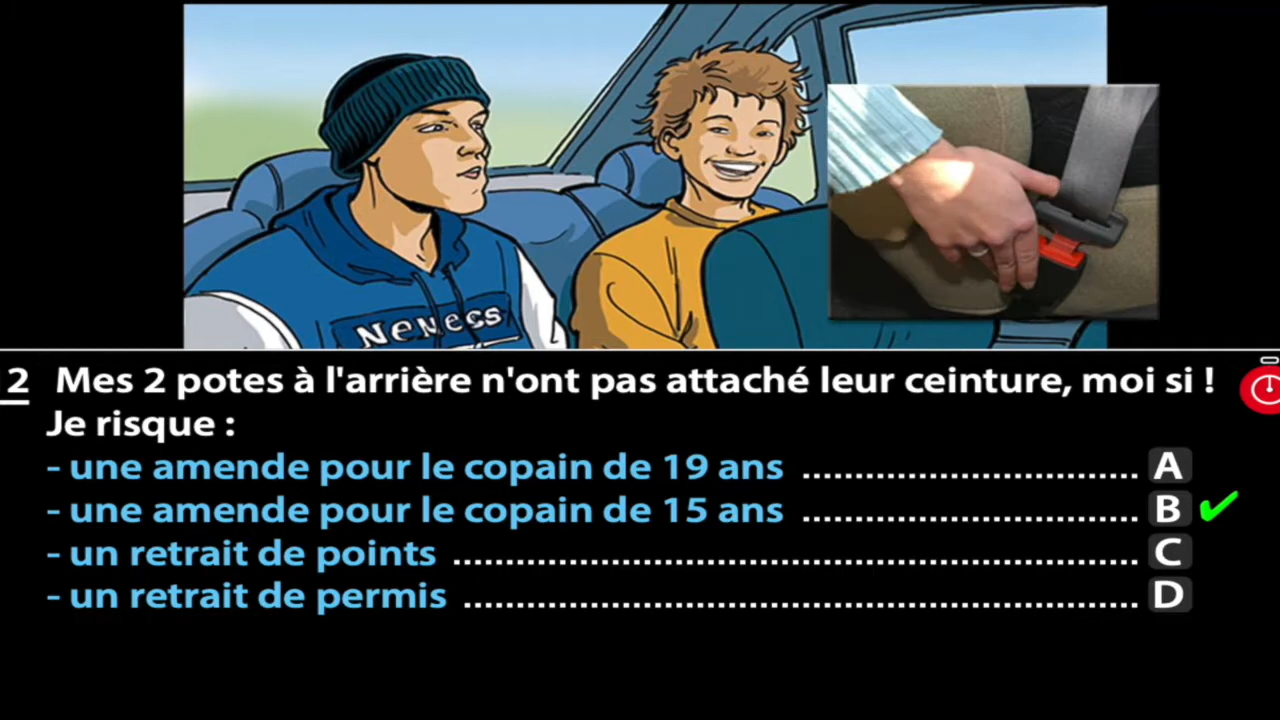 NeNecs
2 Mes 2 potes à l'arrière n'ont pas attaché leur ceinture, moi si !
Je risque :
- une amende pour le copain de 19 ans ................................ A
- une amende pour le copain de 15 ans ................................ B
- un retrait de points ................................................................ C
- un retrait de permis ............................................................... D